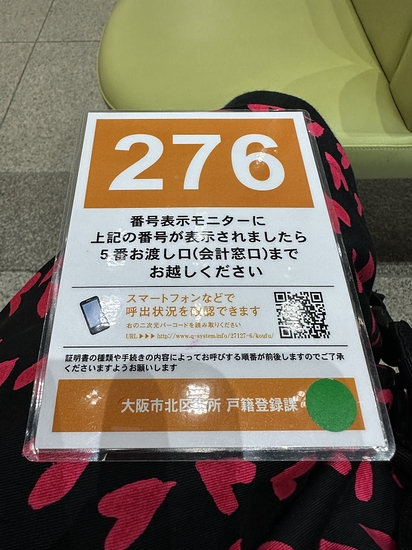 276
番号表示モニターに
上記の番号が表示されましたら
5番お渡し口(会計窓口)まで
お越しください
スマートフォンなどで
呼出状況を確認できます
右の二次元バーコードを読み取りください
URL ►►► http://www.q-system.info/27127-6/koufu/
証明書の種類や手続きの内容によってお呼びする順番が前後しますのでご了承
くださいますようお願いします
大阪市北区役所 戸籍登録課